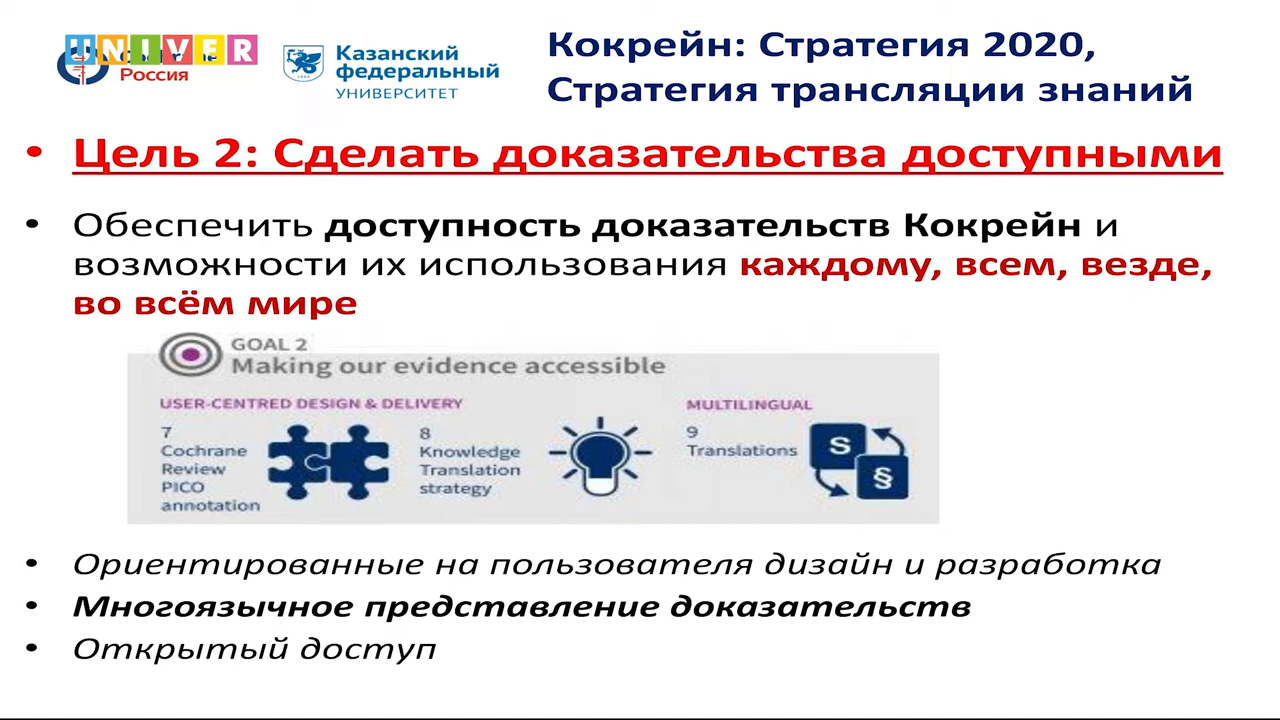 UNIVER
Россия
Казанский
федеральный
УНИВЕРСИТЕТ
Кокрейн: Стратегия 2020,
Стратегия трансляции знаний
• Цель 2: Сделать доказательства доступными
• Обеспечить доступность доказательств Кокрейн и
возможности их использования каждому, всем, везде,
во всём мире
GOAL 2
Making our evidence accessible
USER-CENTRED DESIGN & DELIVERY
7
Cochrane
Review
PICO
annotation
8
Knowledge
Translation
strategy
MULTILINGUAL
9
Translations
S
§
• Ориентированные на пользователя дизайн и разработка
• Многоязычное представление доказательств
• Открытый доступ